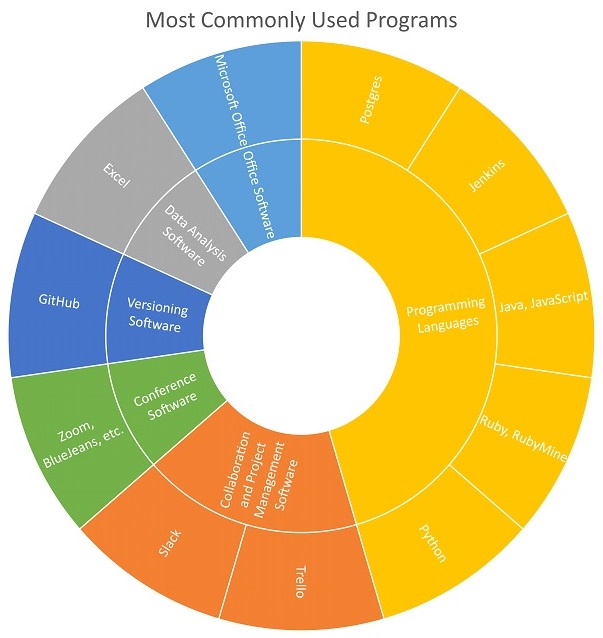 Most Commonly Used Programs
Postgres
Jenkins
Java, JavaScript
Ruby, RubyMine
Python
Programming
Languages
Trello
Slack
Collaboration
and Project
Management
Software
Zoom,
BlueJeans, etc.
Conference
Software
GitHub
Versioning
Software
Excel
Data Analysis
Software
Microsoft Office
Office Software